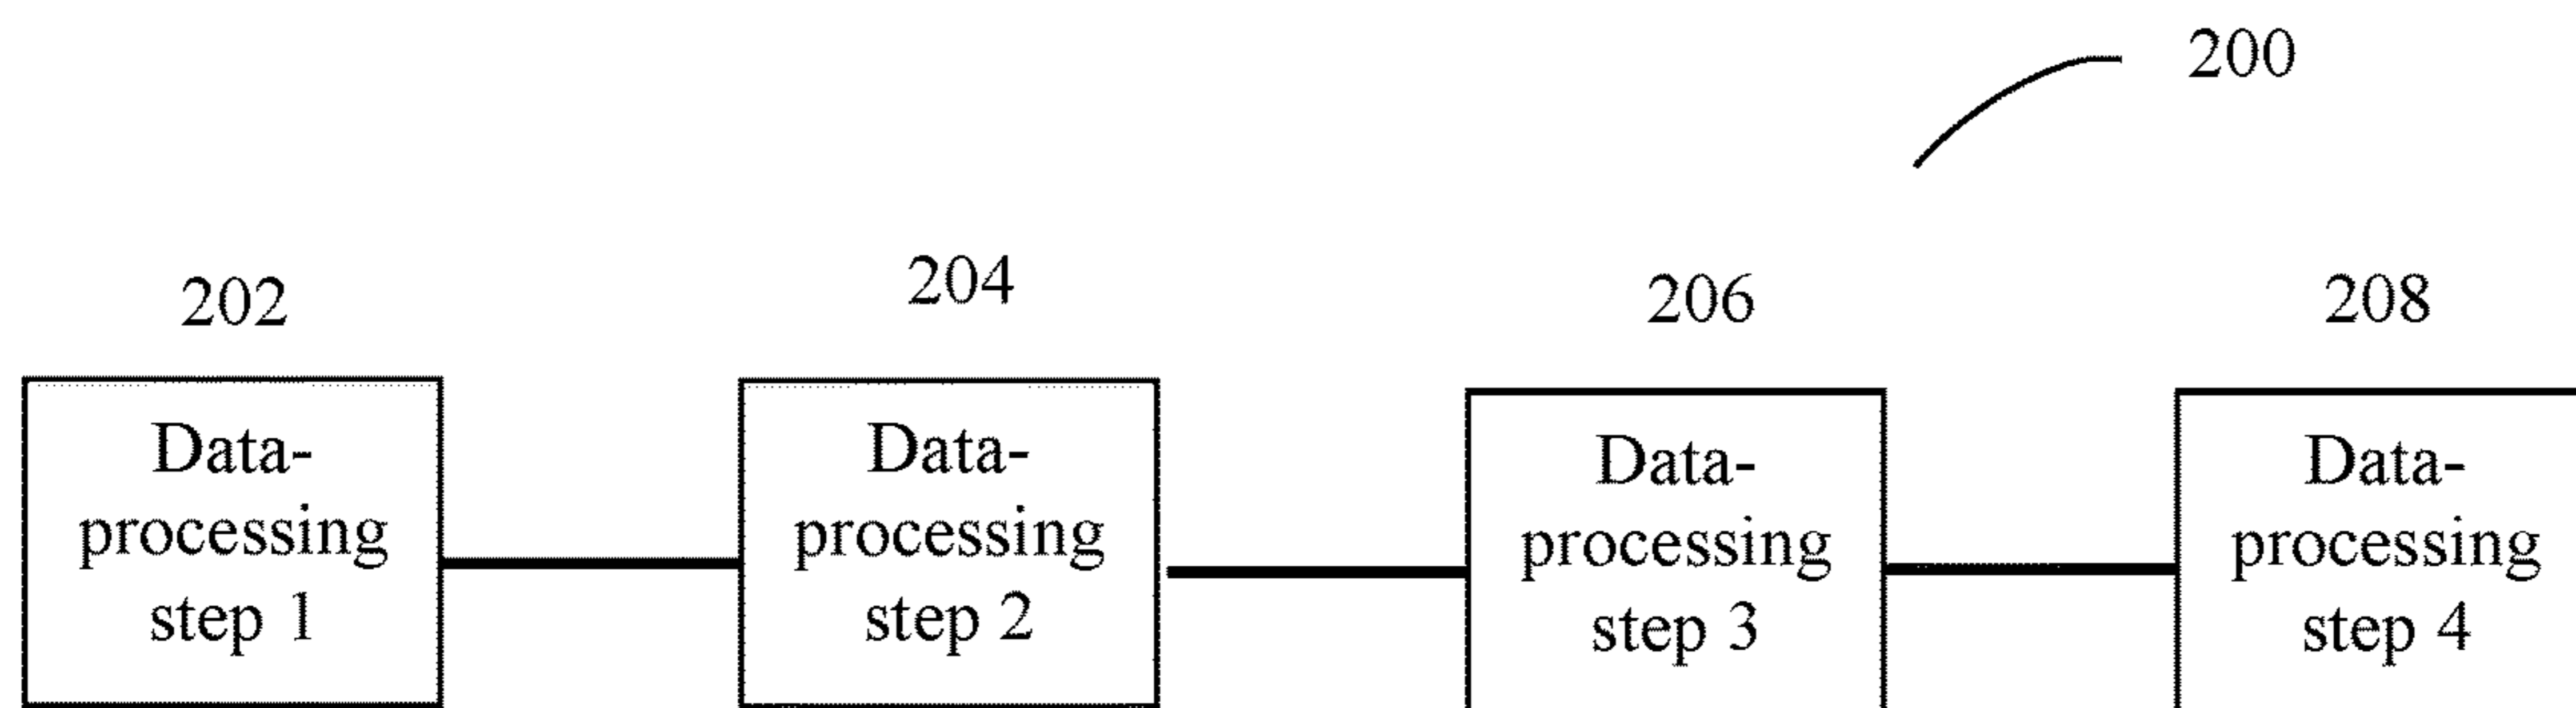 200
202
204
206
208
Data-
processing
step 1
Data-
processing
step 2
Data-
processing
step 3
Data-
processing
step 4